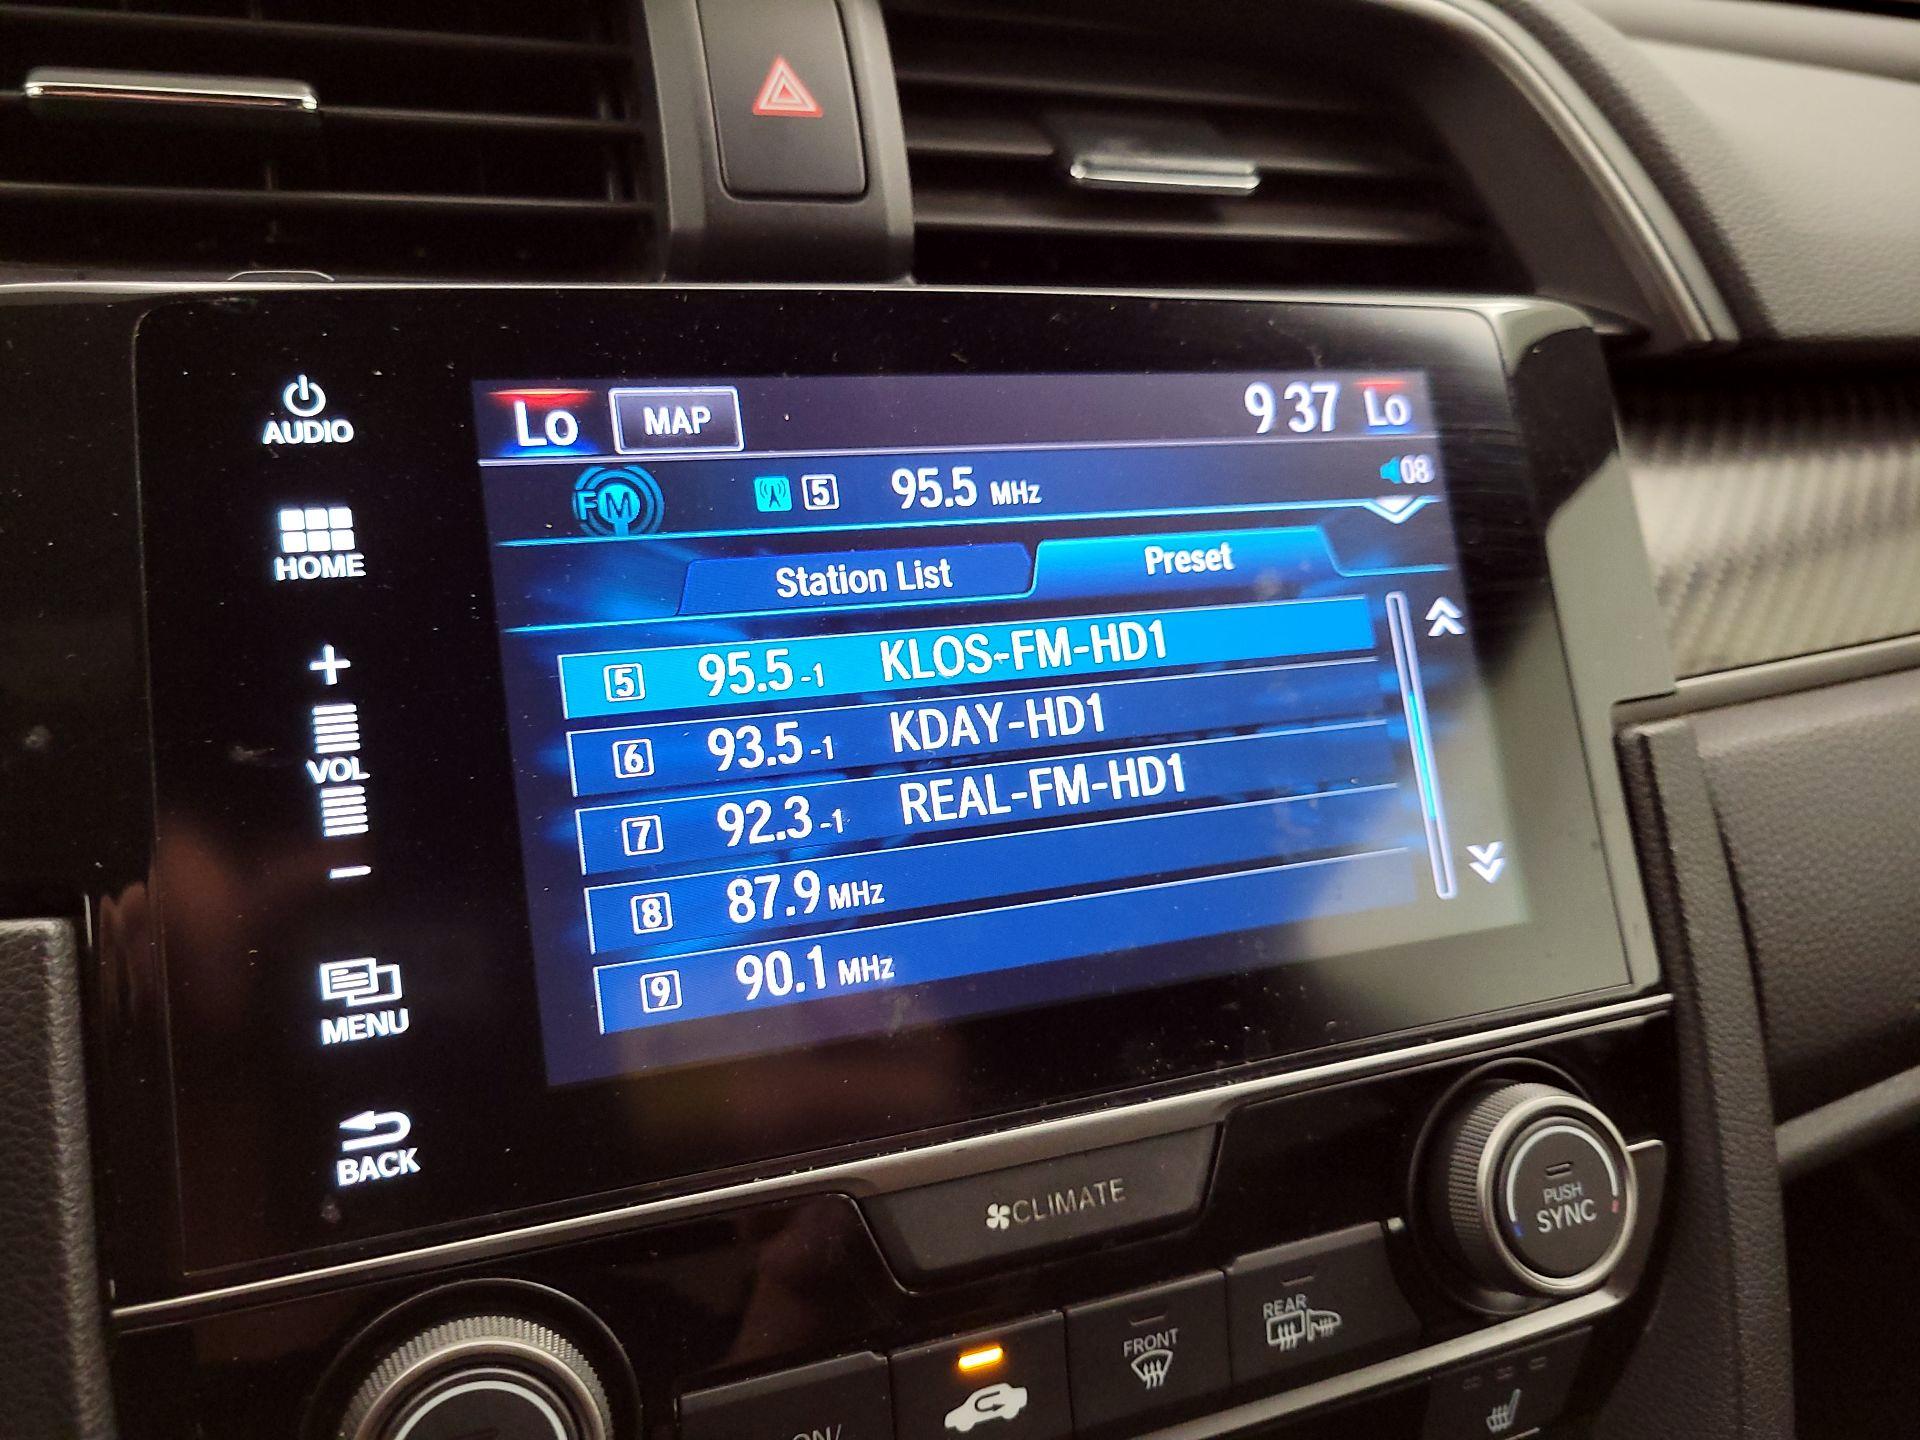 AUDIO
HOME
VOL
MENU
BACK
Lo MAP 9 37 Lo
FM 5 95.5 MHz 08
Station List Preset
5 95.5-1 KLOS-FM-HD1
6 93.5-1 KDAY-HD1
7 92.3-1 REAL-FM-HD1
8 87.9 MHz
9 90.1 MHz
CLIMATE
PUSH
SYNC
REAR
FRONT
ON/